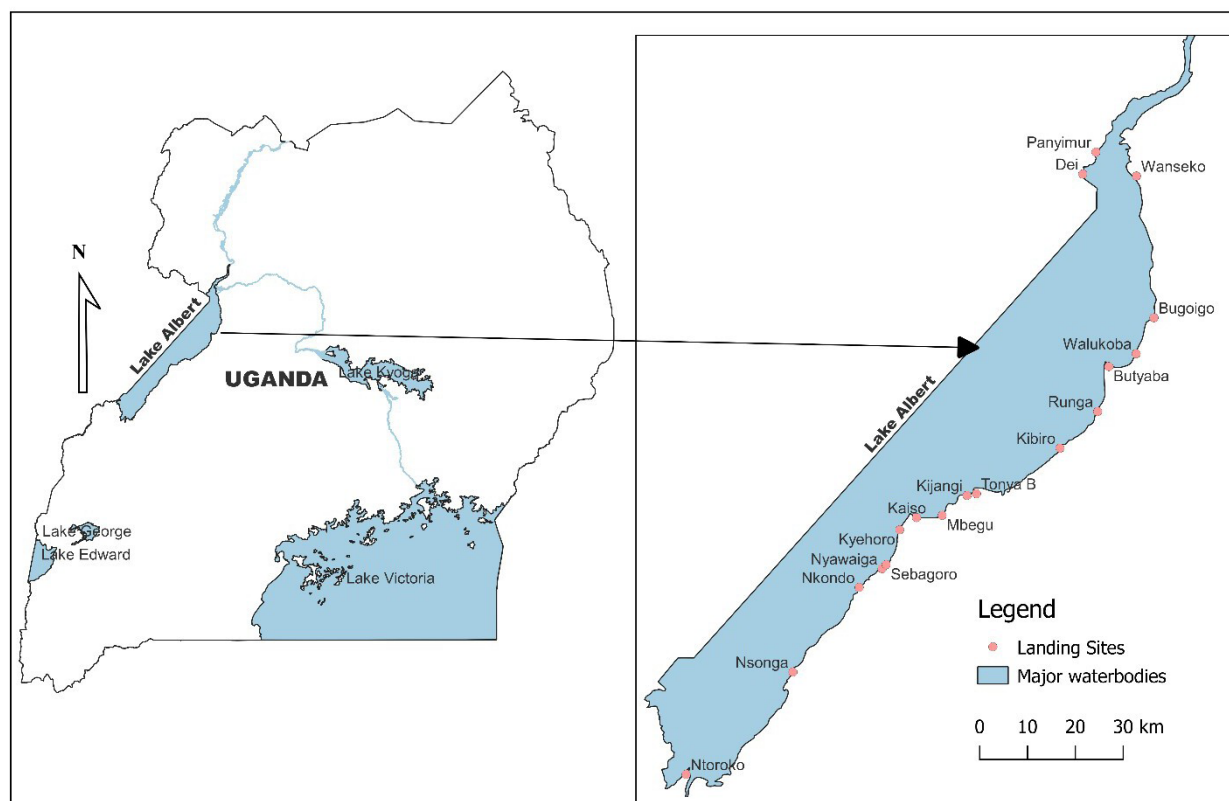 N
Lake Albert
UGANDA
Lake Kyoga
Lake George
Lake Edward
Lake Victoria
Panyimur
Dei
Wanseko
Bugoigo
Walukoba
Butyaba
Lake Albert
Runga
Kibiro
Kijangi
Tonya B
Kaiso
Mbegu
Kyehoro
Nyawaiga
Sebagoro
Nkondo
Nsonga
Ntoroko
Legend
Landing Sites
Major waterbodies
0 10 20 30 km